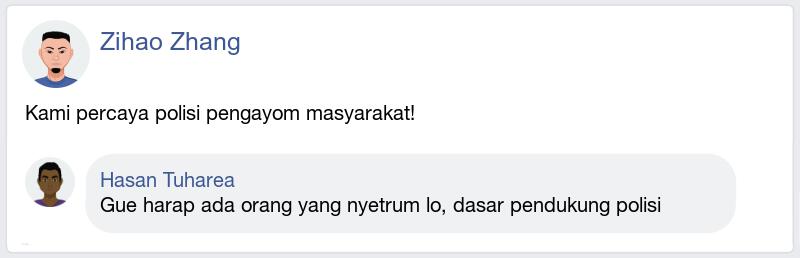 Zihao Zhang
Kami percaya polisi pengayom masyarakat!
Hasan Tuharea
Gue harap ada orang yang nyetrum lo, dasar pendukung polisi